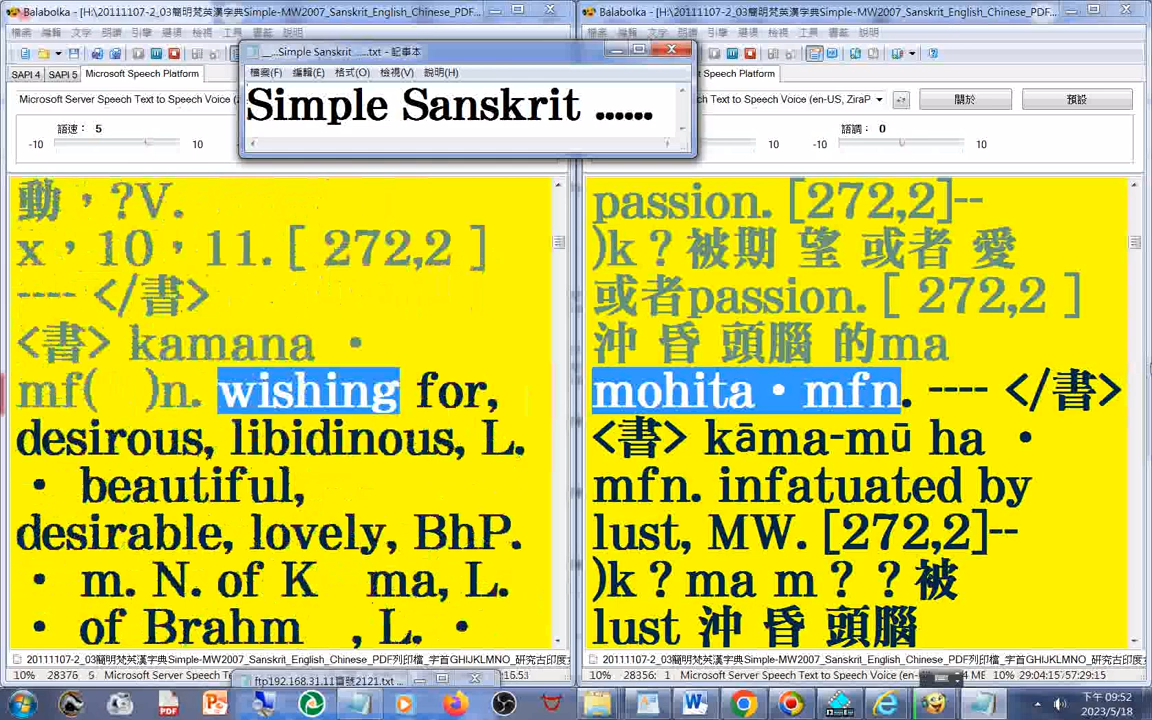 Balabolka - [H:\20111107-2_03簡明梵英漢字典Simple-MW2007_Sanskrit_English_Chinese_PDF列
Balabolka - [H:\20111107-2_03簡明梵英漢字典Simple-MW2007_Sanskrit_English_Chinese_PDF...
__...Simple Sanskrit ......txt - 記事本
檔案(F) 編輯(E) 格式(O) 檢視(V) 說明(H)
Simple Sanskrit ......
SAPI 4 SAPI 5 Microsoft Speech Platform
t Speech Platform
Microsoft Server Speech Text to Speech Voice (
t Server Speech Text to Speech Voice (en-US, ZiraP
關於 預設
語速: 5
語調: 0
-10 10
10 -10 10
動,?V.
x,10,11. [ 272,2 ]
---- </書>
<書> kamana •
mf( )n. wishing for,
desirous, libidinous, L.
• beautiful,
desirable, lovely, BhP.
• m. N. of K ma, L.
• of Brahm , L. •
passion. [272,2]--
)k ? 被期 望 或者 愛
或者passion. [ 272,2 ]
沖 昏 頭腦 的ma
mohita • mfn. ---- </書>
<書> kāma-mū ha •
mfn. infatuated by
lust, MW. [272,2]--
)k ? ma m ? ? 被
lust 沖 昏 頭腦
20111107-2_03簡明梵英漢字典Simple-MW2007_Sanskrit_English_Chinese_PDF列印檔_字首GHIJKLMNO_研究古印度
20111107-2_03簡明梵英漢字典Simple-MW2007_Sanskrit_English_Chinese_PDF列印檔_字首GHIJKLMNO_研究古印度
10% 28376 5 Microsoft Server Speech T
ftp192.168.31.11冒號2121.txt ...
10% 28356: 1 Microsoft Server Speech Text to Speech Voice
10% 29:04:15/57:29:15
下午 09:52
2023/5/18